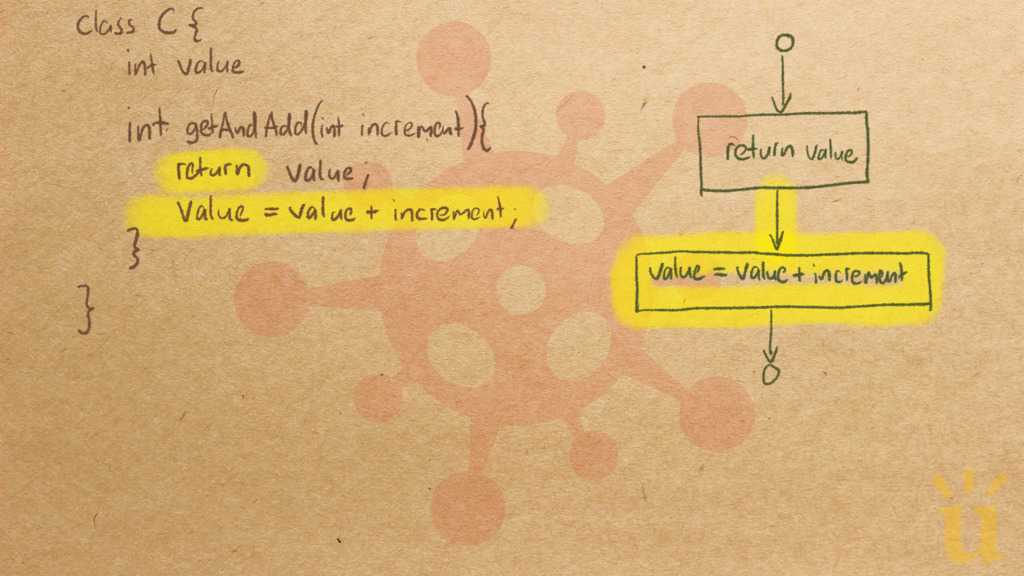 class C {
int value
int getAndAdd(int increment){
return value;
value = value + increment;
}
}
return value
value = value + increment
ü